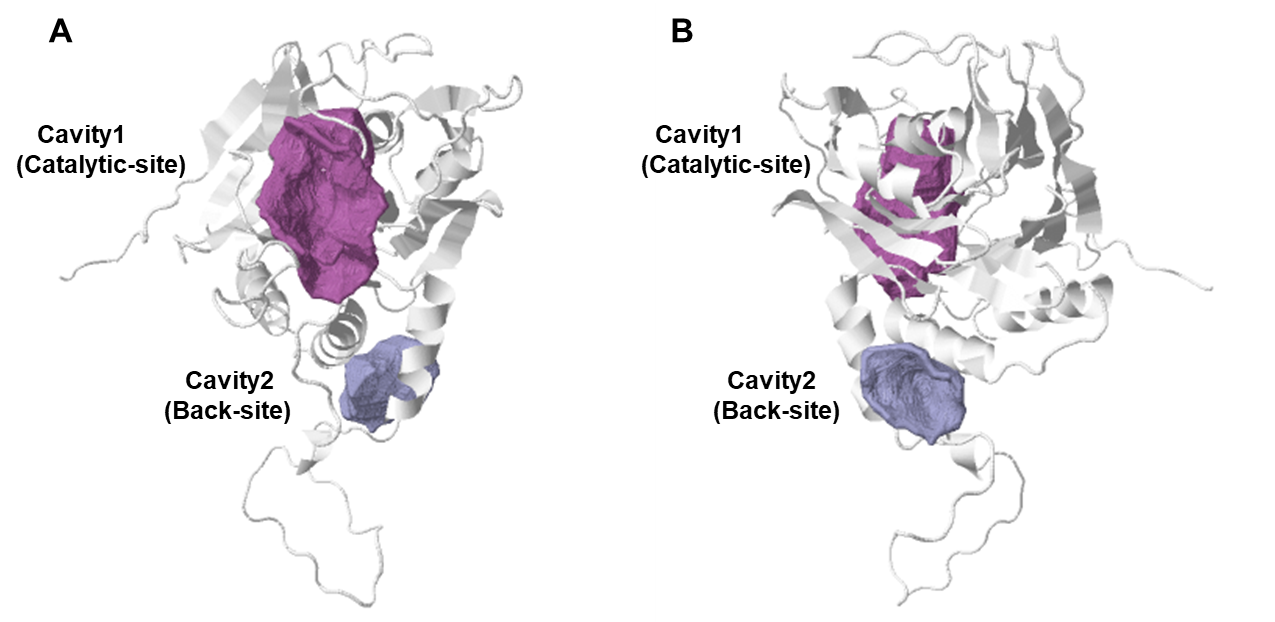 A
B
Cavity1
(Catalytic-site)
Cavity1
(Catalytic-site)
Cavity2
(Back-site)
Cavity2
(Back-site)